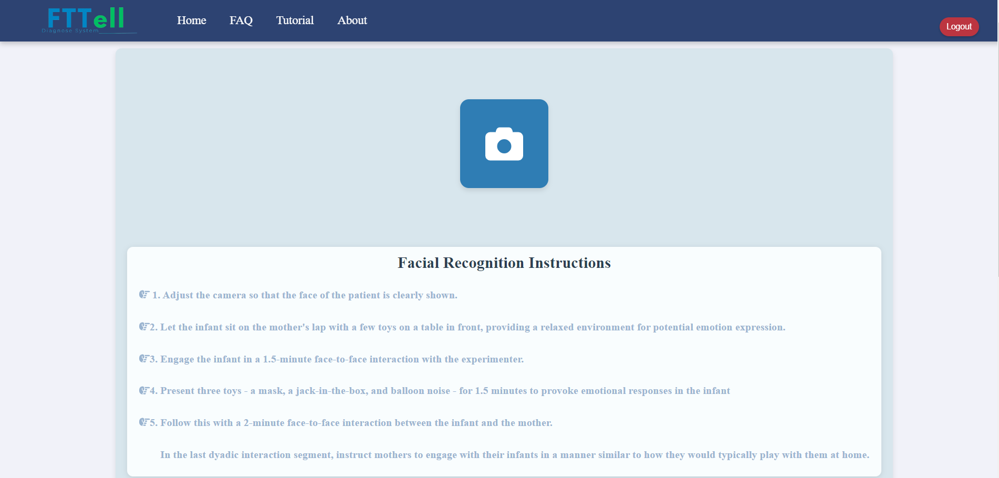 FTTell
Diagnose System
Home
FAQ
Tutorial
About
Logout
Facial Recognition Instructions
1. Adjust the camera so that the face of the patient is clearly shown.
2. Let the infant sit on the mother's lap with a few toys on a table in front, providing a relaxed environment for potential emotion expression.
3. Engage the infant in a 1.5-minute face-to-face interaction with the experimenter.
4. Present three toys - a mask, a jack-in-the-box, and balloon noise - for 1.5 minutes to provoke emotional responses in the infant
5. Follow this with a 2-minute face-to-face interaction between the infant and the mother.
In the last dyadic interaction segment, instruct mothers to engage with their infants in a manner similar to how they would typically play with them at home.